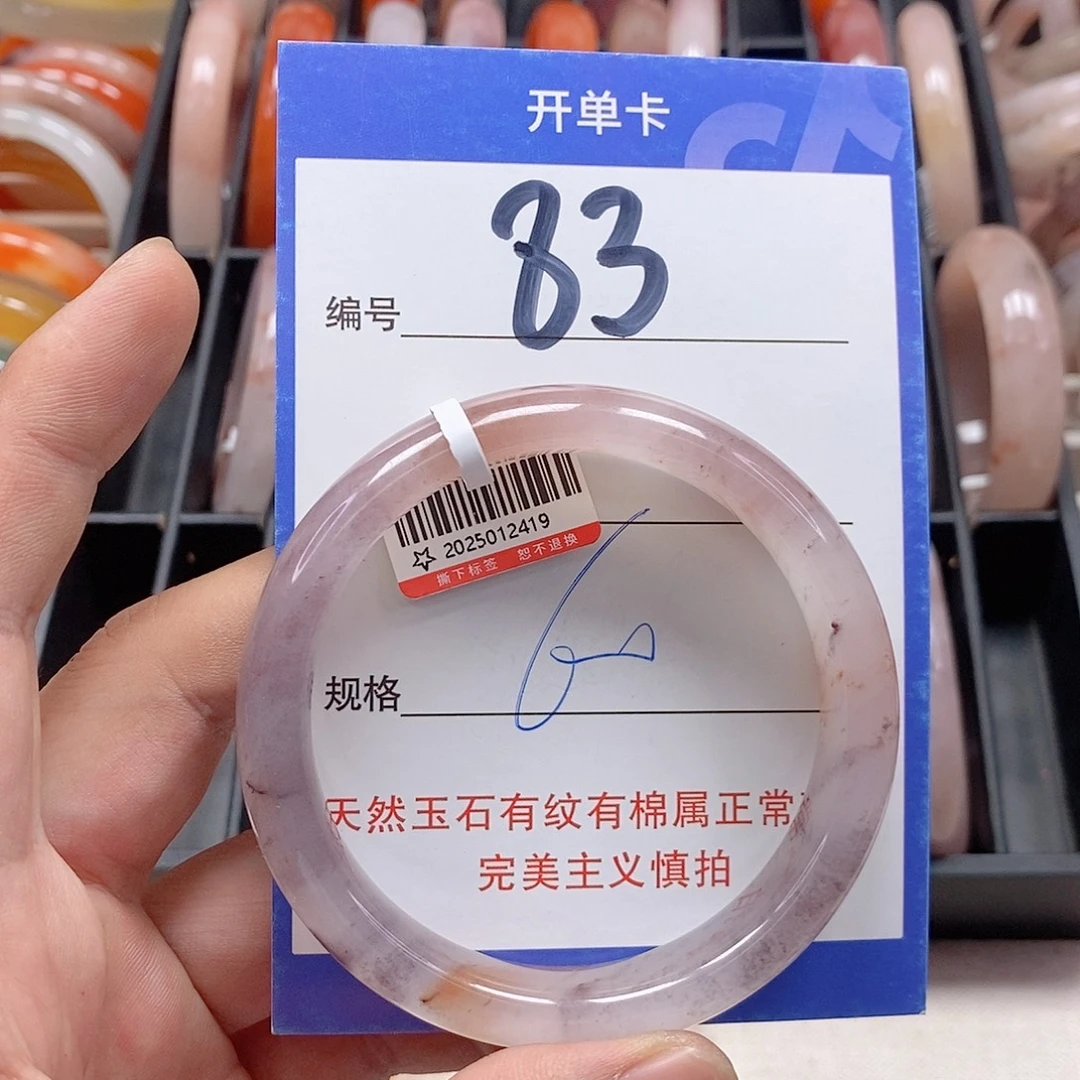 开单卡
83
编号
2025012419
撕下标签 恕不退换
规格
天然玉石有纹有棉属正常
完美主义慎拍